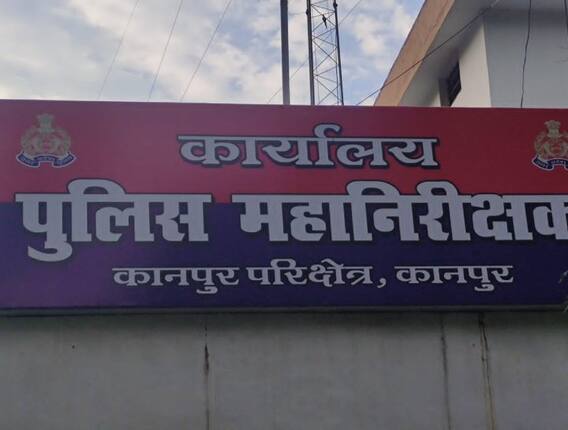 कार्यालय
पुलिस महानिरीक्षक
कानपुर परिक्षेत्र, कानपुर